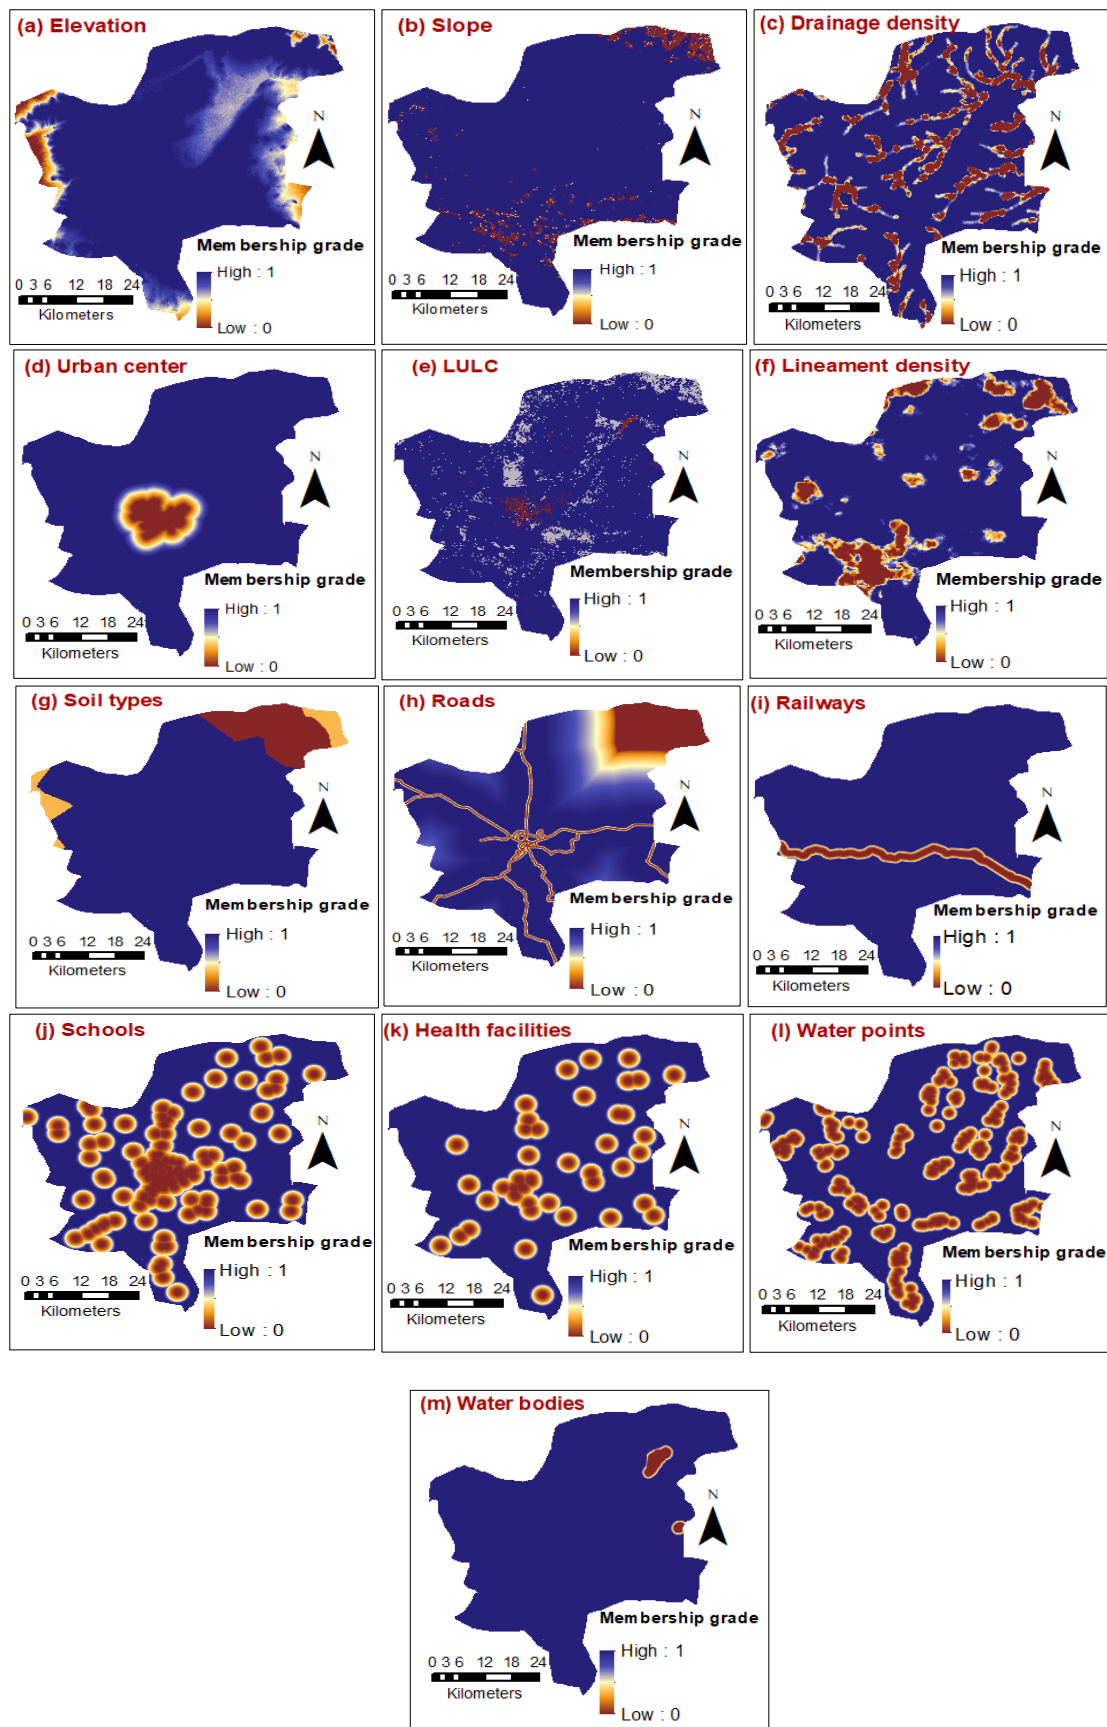 (a) Elevation
N
Membership grade
High : 1
Low : 0
0 3 6 12 18 24
Kilometers
(b) Slope
N
Membership grade
High : 1
Low : 0
0 3 6 12 18 24
Kilometers
(c) Drainage density
N
Membership grade
High : 1
Low : 0
0 3 6 12 18 24
Kilometers
(d) Urban center
N
Membership grade
High : 1
Low : 0
0 3 6 12 18 24
Kilometers
(e) LULC
N
Membership grade
High : 1
Low : 0
0 3 6 12 18 24
Kilometers
(f) Lineament density
N
Membership grade
High : 1
Low : 0
0 3 6 12 18 24
Kilometers
(g) Soil types
N
Membership grade
High : 1
Low : 0
0 3 6 12 18 24
Kilometers
(h) Roads
N
Membership grade
High : 1
Low : 0
0 3 6 12 18 24
Kilometers
(i) Railways
N
Membership grade
High : 1
Low : 0
0 3 6 12 18 24
Kilometers
(j) Schools
N
Membership grade
High : 1
Low : 0
0 3 6 12 18 24
Kilometers
(k) Health facilities
N
Membership grade
High : 1
Low : 0
0 3 6 12 18 24
Kilometers
(l) Water points
N
Membership grade
High : 1
Low : 0
0 3 6 12 18 24
Kilometers
(m) Water bodies
N
Membership grade
High : 1
Low : 0
0 3 6 12 18 24
Kilometers